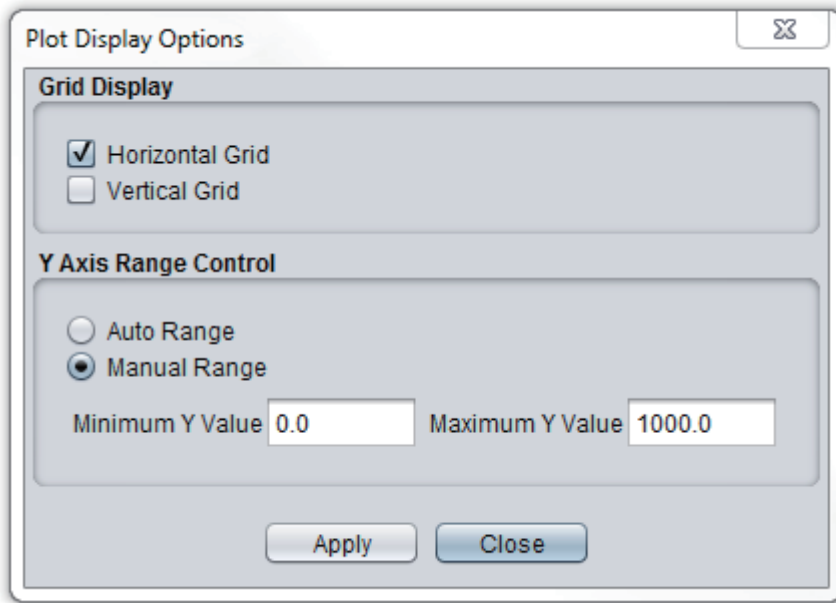 Plot Display Options
Grid Display
Horizontal Grid
Vertical Grid
Y Axis Range Control
Auto Range
Manual Range
Minimum Y Value 0.0 Maximum Y Value 1000.0
Apply Close